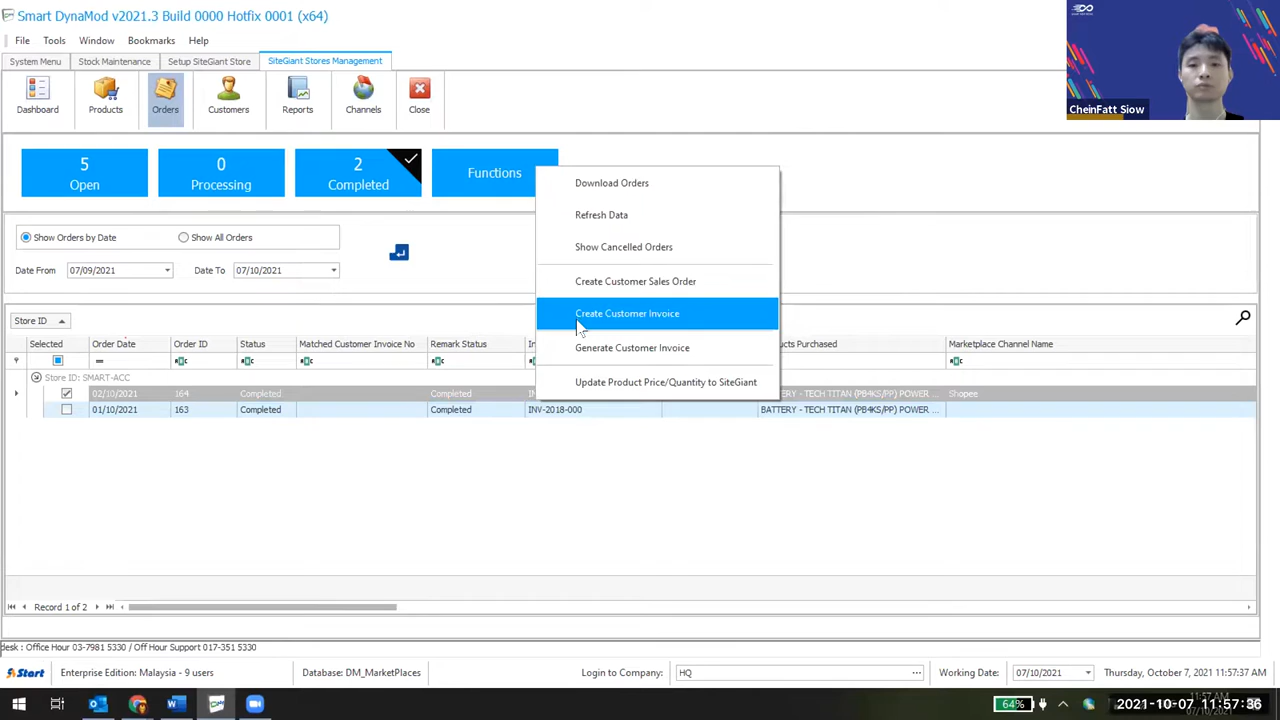 Smart DynaMod v2021.3 Build 0000 Hotfix 0001 (x64)
File Tools Window Bookmarks Help
System Menu Stock Maintenance Setup SiteGiant Store SiteGiant Stores Management
Dashboard Products Orders Customers Reports Channels Close
CheinFatt Siow
5 Open
0 Processing
2 Completed
Functions
Download Orders
Refresh Data
Show Cancelled Orders
Create Customer Sales Order
Create Customer Invoice
Generate Customer Invoice
Update Product Price/Quantity to SiteGiant
Show Orders by Date Show All Orders
Date From 07/09/2021 Date To 07/10/2021
Store ID
Selected Order Date Order ID Status Matched Customer Invoice No Remark Status Marketplace Channel Name
Store ID: SMART-ACC
02/10/2021 164 Completed Completed BATTERY - TECH TITAN (PB4KS/PP) POWER ... Shopee
01/10/2021 163 Completed Completed INV-2018-000 BATTERY - TECH TITAN (PB4KS/PP) POWER ...
Record 1 of 2
desk : Office Hour 03-7981 5330 / Off Hour Support 017-351 5330
Start Enterprise Edition: Malaysia - 9 users Database: DM_MarketPlaces Login to Company: HQ Working Date: 07/10/2021 Thursday, October 7, 2021 11:57:37 AM
64% 11:57 AM
2021-10-07 11:57:36